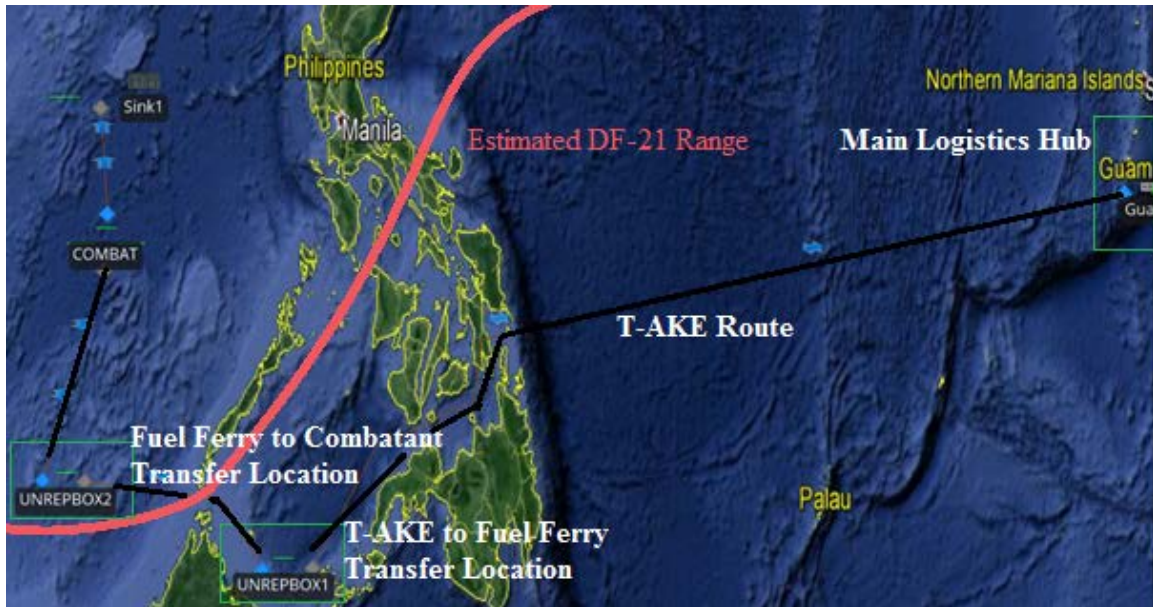 Philippines
Northern Mariana Islands
S
Sink1
Manila
Estimated DF-21 Range
Main Logistics Hub
Guam
Gua
COMBAT
T-AKE Route
Fuel Ferry to Combatant
Transfer Location
UNREPBOX2
Palau
T-AKE to Fuel Ferry
Transfer Location
UNREPBOX1